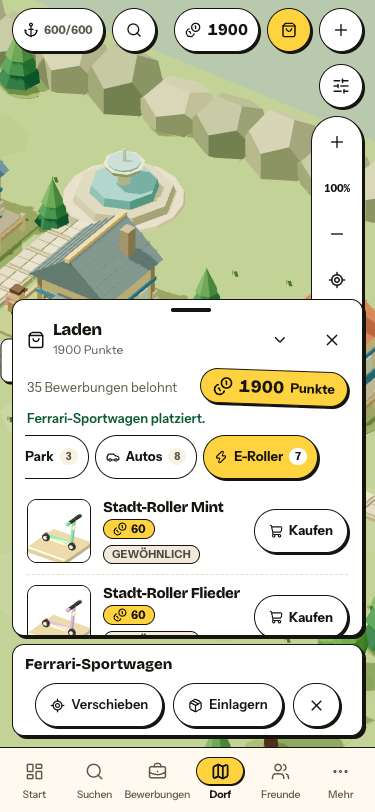 600/600
1900
100%
Laden
1900 Punkte
35 Bewerbungen belohnt
1900 Punkte
Ferrari-Sportwagen platziert.
Park 3
Autos 8
E-Roller 7
Stadt-Roller Mint
60
GEWÖHNLICH
Kaufen
Stadt-Roller Flieder
60
Kaufen
Ferrari-Sportwagen
Verschieben
Einlagern
Start
Suchen
Bewerbungen
Dorf
Freunde
Mehr